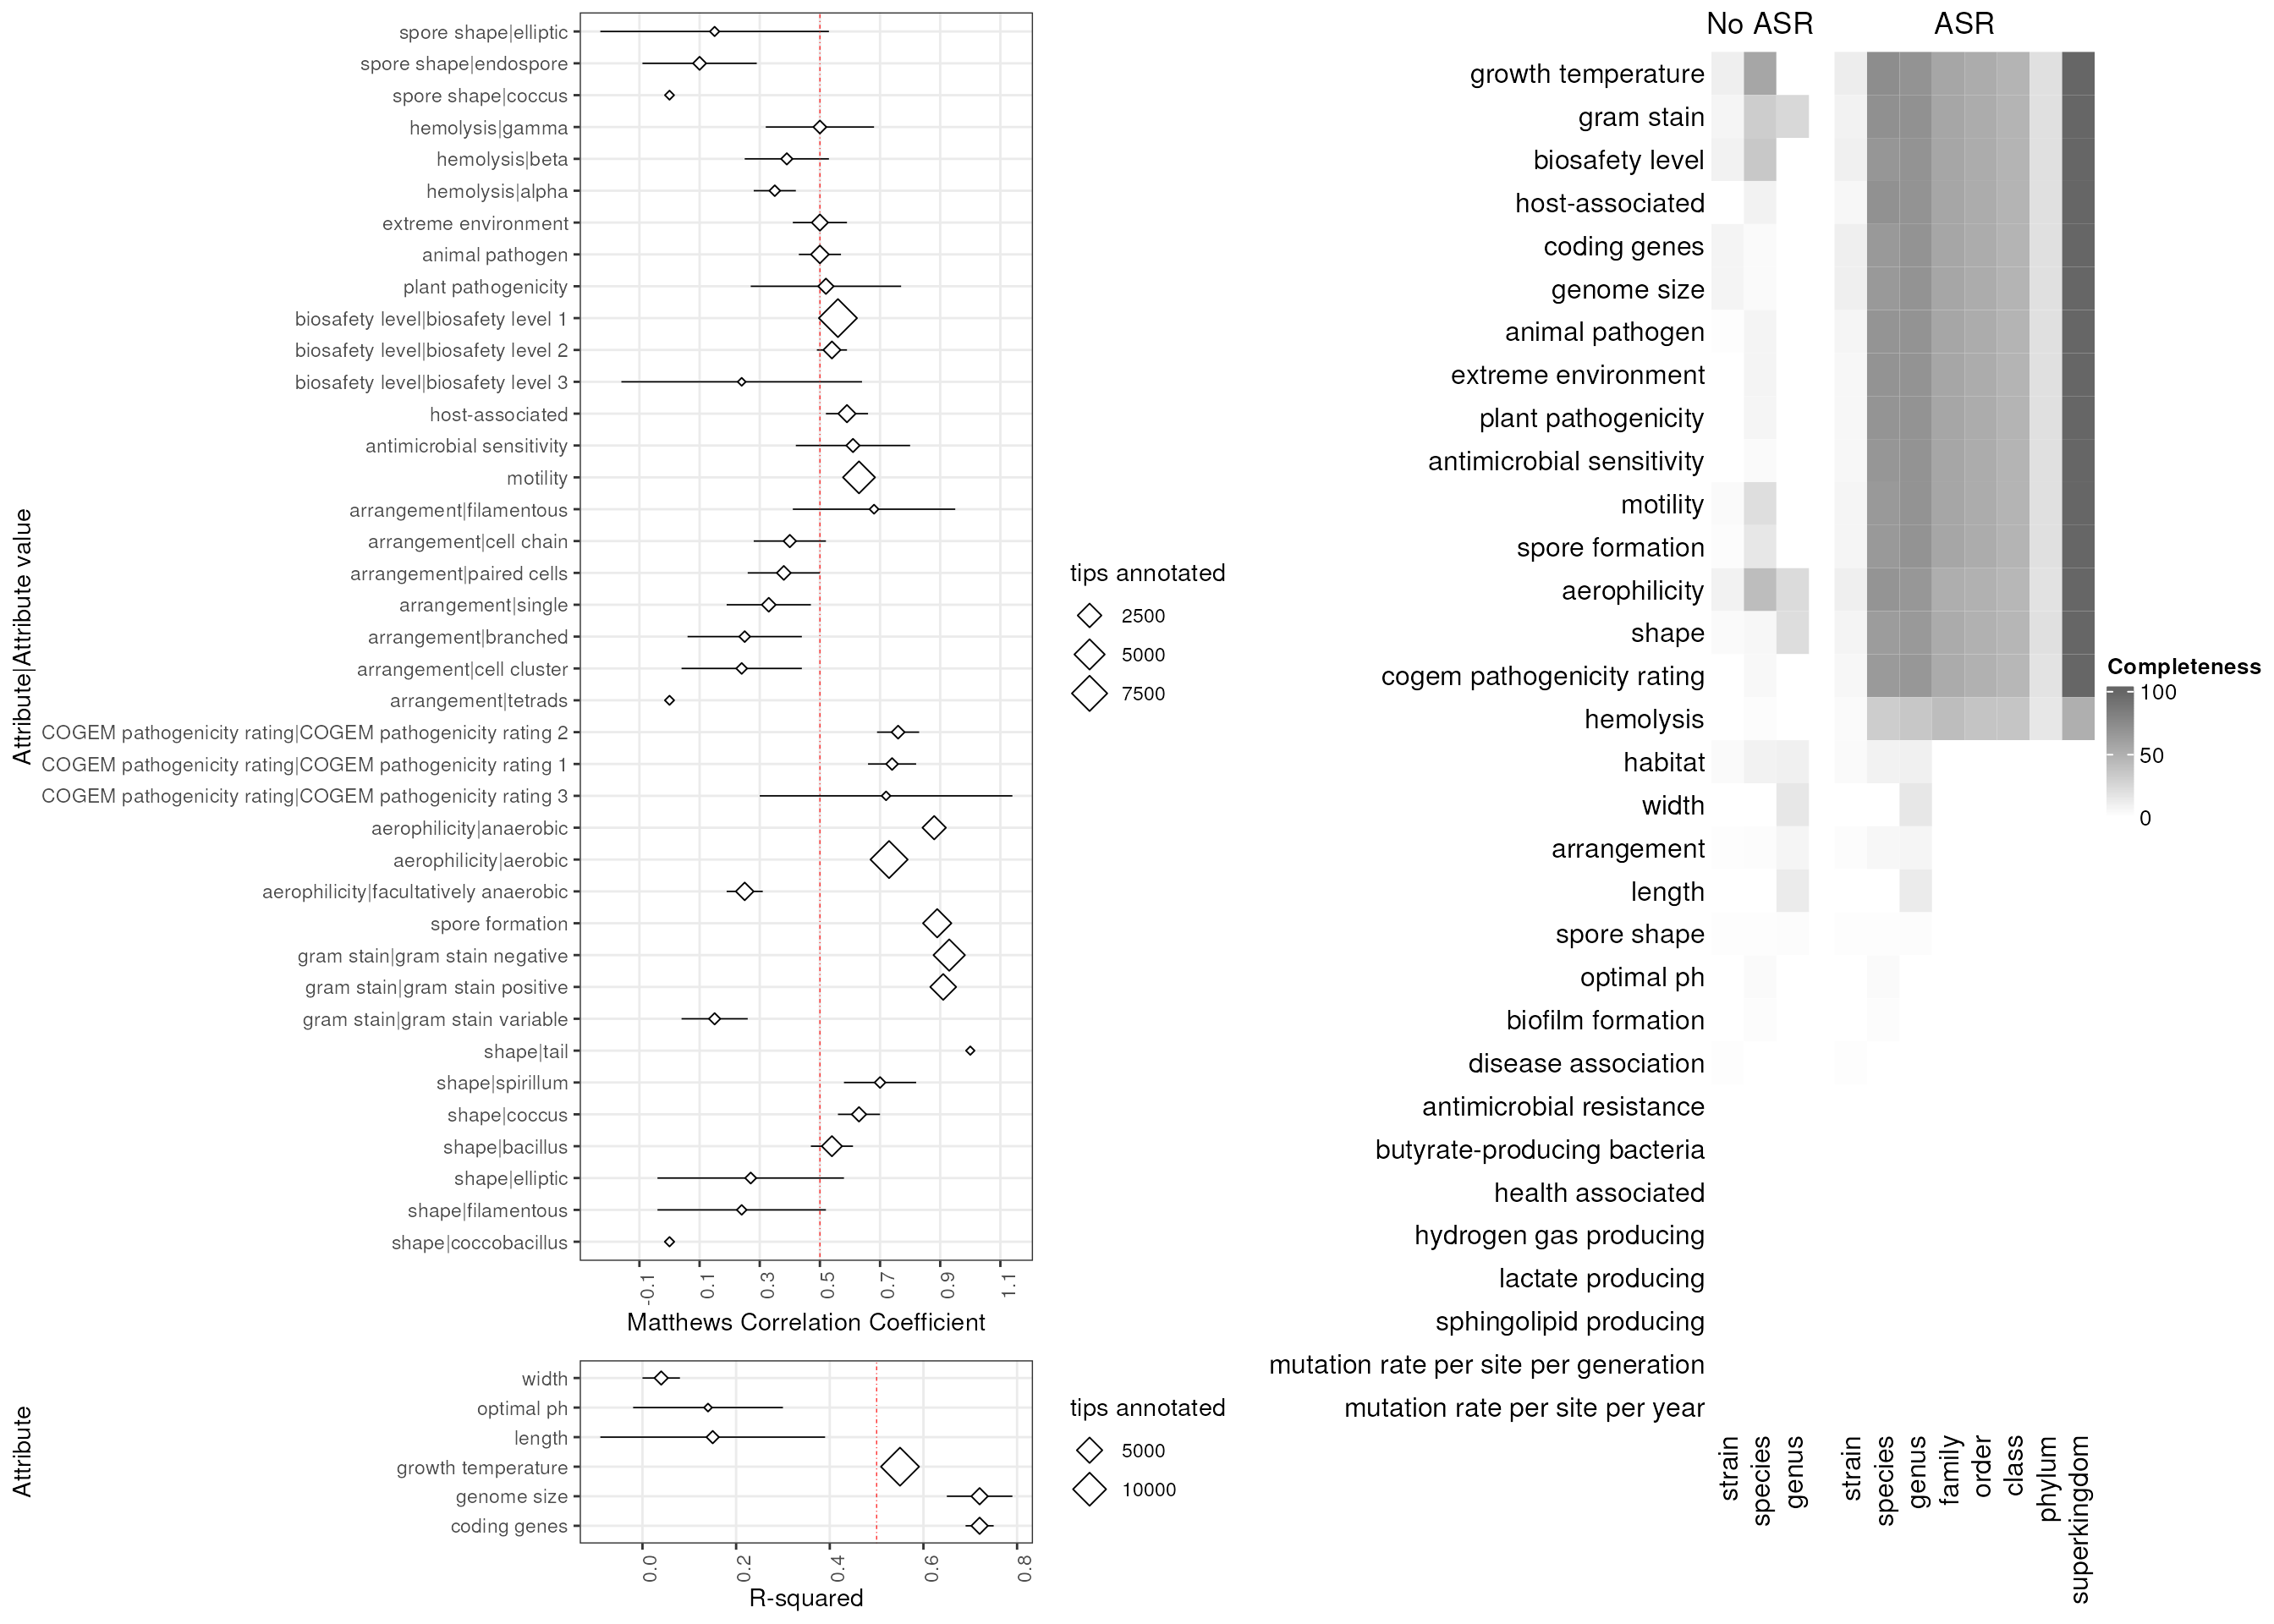 Attribute|Attribute value
spore shape|elliptic
spore shape|endospore
spore shape|coccus
hemolysis|gamma
hemolysis|beta
hemolysis|alpha
extreme environment
animal pathogen
plant pathogenicity
biosafety level|biosafety level 1
biosafety level|biosafety level 2
biosafety level|biosafety level 3
host-associated
antimicrobial sensitivity
motility
arrangement|filamentous
arrangement|cell chain
arrangement|paired cells
arrangement|single
arrangement|branched
arrangement|cell cluster
arrangement|tetrads
COGEM pathogenicity rating|COGEM pathogenicity rating 2
COGEM pathogenicity rating|COGEM pathogenicity rating 1
COGEM pathogenicity rating|COGEM pathogenicity rating 3
aerophilicity|anaerobic
aerophilicity|aerobic
aerophilicity|facultatively anaerobic
spore formation
gram stain|gram stain negative
gram stain|gram stain positive
gram stain|gram stain variable
shape|tail
shape|spirillum
shape|coccus
shape|bacillus
shape|elliptic
shape|filamentous
shape|coccobacillus
-0.1
0.1
0.3
0.5
0.7
0.9
1.1
Matthews Correlation Coefficient
tips annotated
2500
5000
7500
Attribute
width
optimal ph
length
growth temperature
genome size
coding genes
0.0
0.2
0.4
0.6
0.8
R-squared
tips annotated
5000
10000
No ASR
ASR
growth temperature
gram stain
biosafety level
host-associated
coding genes
genome size
animal pathogen
extreme environment
plant pathogenicity
antimicrobial sensitivity
motility
spore formation
aerophilicity
shape
cogem pathogenicity rating
hemolysis
habitat
width
arrangement
length
spore shape
optimal ph
biofilm formation
disease association
antimicrobial resistance
butyrate-producing bacteria
health associated
hydrogen gas producing
lactate producing
sphingolipid producing
mutation rate per site per generation
mutation rate per site per year
strain
species
genus
strain
species
genus
family
order
class
phylum
superkingdom
Completeness
100
50
0